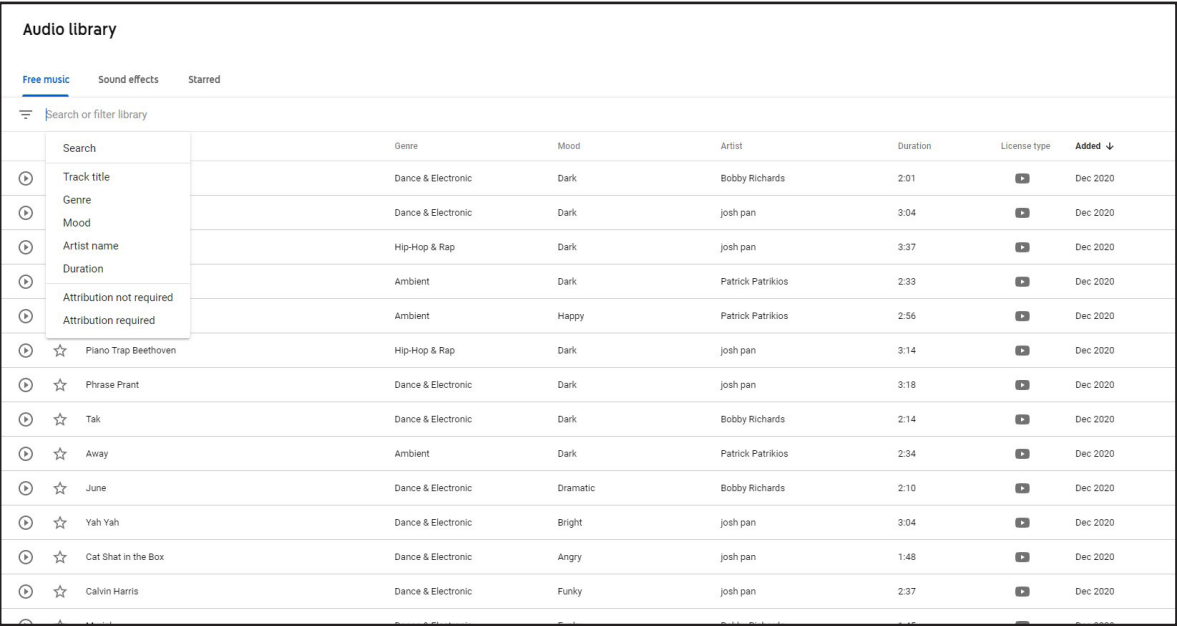 Audio library
Free music Sound effects Starred
Search or filter library
Search
Track title
Genre
Mood
Artist name
Duration
Attribution not required
Attribution required
Genre Mood Artist Duration License type Added
Dance & Electronic Dark Bobby Richards 2:01 Dec 2020
Dance & Electronic Dark josh pan 3:04 Dec 2020
Hip-Hop & Rap Dark josh pan 3:37 Dec 2020
Ambient Dark Patrick Patrikios 2:33 Dec 2020
Ambient Happy Patrick Patrikios 2:56 Dec 2020
Piano Trap Beethoven Hip-Hop & Rap Dark josh pan 3:14 Dec 2020
Phrase Prant Dance & Electronic Dark josh pan 3:18 Dec 2020
Tak Dance & Electronic Dark Bobby Richards 2:14 Dec 2020
Away Ambient Dark Patrick Patrikios 2:34 Dec 2020
June Dance & Electronic Dramatic Bobby Richards 2:10 Dec 2020
Yah Yah Dance & Electronic Bright josh pan 3:04 Dec 2020
Cat Shat in the Box Dance & Electronic Angry josh pan 1:48 Dec 2020
Calvin Harris Dance & Electronic Funky josh pan 2:37 Dec 2020